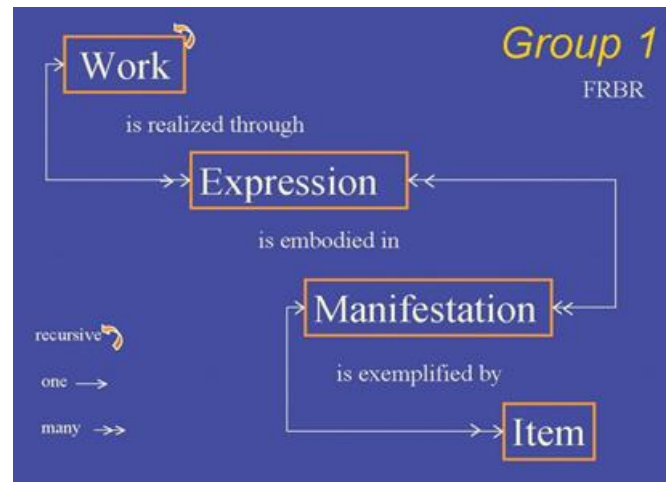 Group 1
FRBR
Work
is realized through
Expression
is embodied in
Manifestation
is exemplified by
Item
recursive
one
many